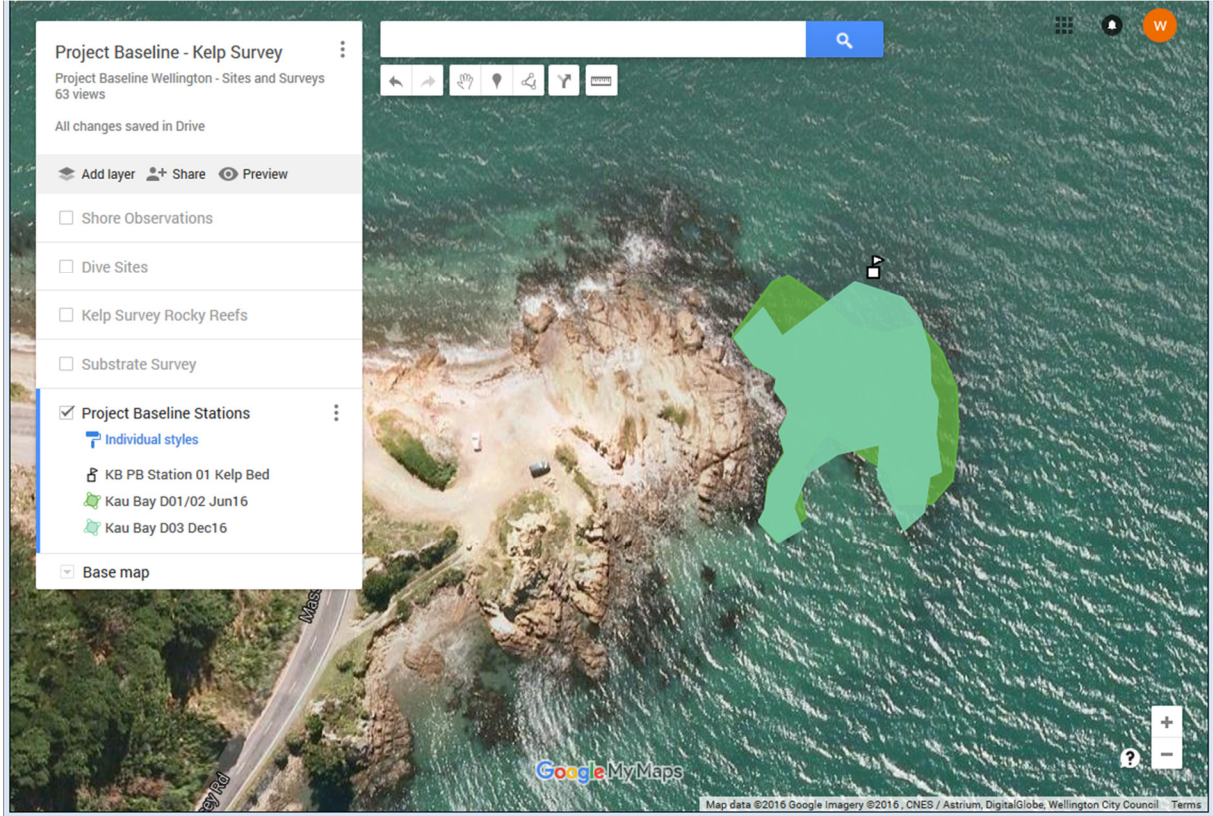 Project Baseline - Kelp Survey
Project Baseline Wellington - Sites and Surveys
63 views
All changes saved in Drive
Add layer Share Preview
Shore Observations
Dive Sites
Kelp Survey Rocky Reefs
Substrate Survey
Project Baseline Stations
Individual styles
KB PB Station 01 Kelp Bed
Kau Bay D01/02 Jun16
Kau Bay D03 Dec16
Base map
W
Mas
ey Rd
Google My Maps
?
+
−
Map data ©2016 Google Imagery ©2016 , CNES / Astrium, DigitalGlobe, Wellington City Council Terms